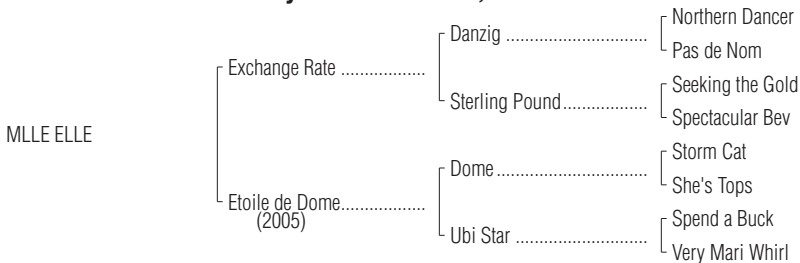 Northern Dancer
Danzig ..............................
Pas de Nom
Exchange Rate ..................
Seeking the Gold
Sterling Pound..................
Spectacular Bev
MLLE ELLE
Storm Cat
Dome................................
She's Tops
Etoile de Dome..................
(2005)
Spend a Buck
Ubi Star ............................
Very Mari Whirl